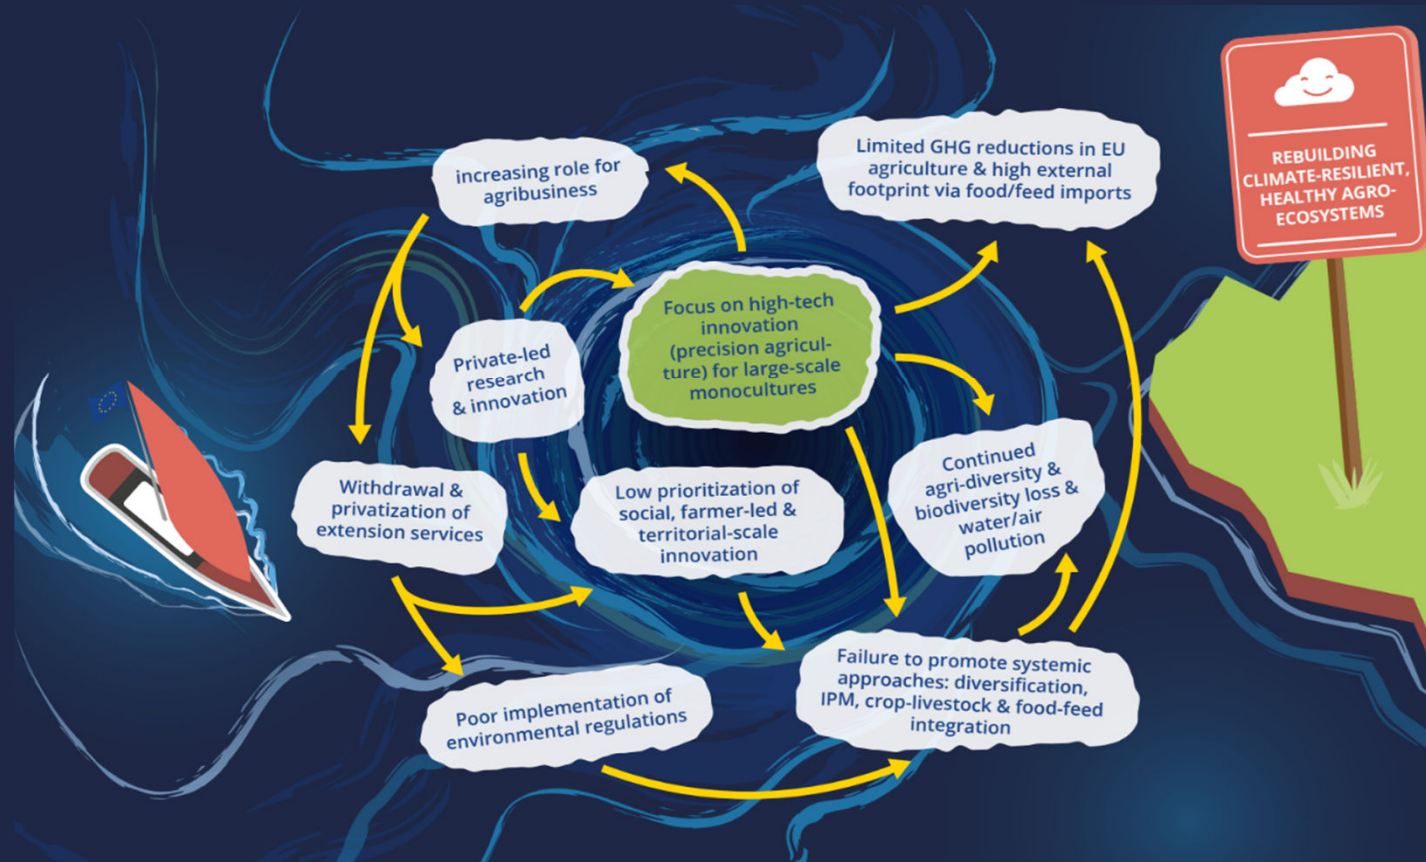 increasing role for
agribusiness
Limited GHG reductions in EU
agriculture & high external
footprint via food/feed imports
REBUILDING
CLIMATE-RESILIENT,
HEALTHY AGRO-
ECOSYSTEMS
Focus on high-tech
innovation
(precision agricul-
ture) for large-scale
monocultures
Private-led
research
& innovation
Withdrawal &
privatization of
extension services
Low prioritization of
social, farmer-led &
territorial-scale
innovation
Continued
agri-diversity &
biodiversity loss &
water/air
pollution
Poor implementation of
environmental regulations
Failure to promote systemic
approaches: diversification,
IPM, crop-livestock & food-feed
integration